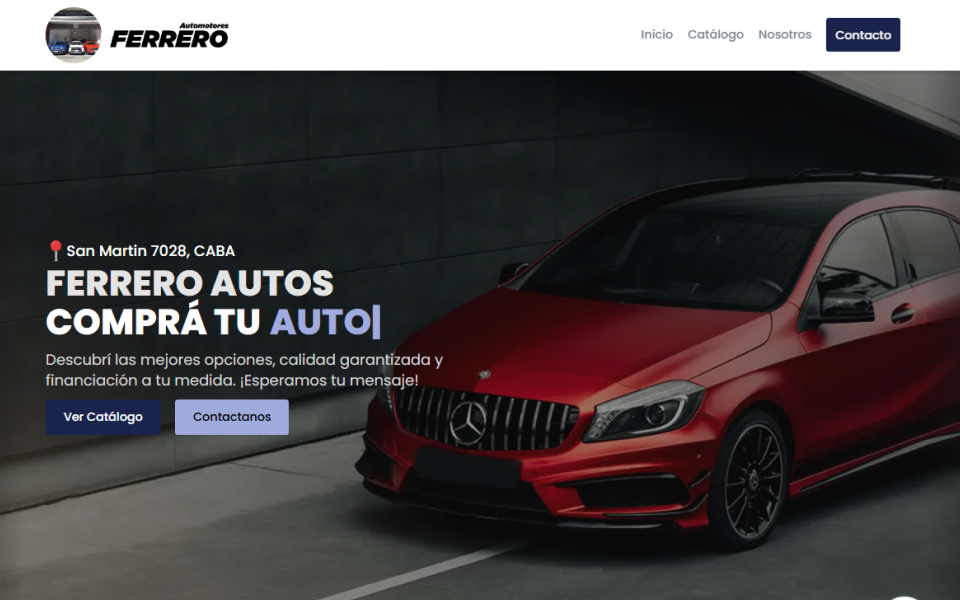 Automotores
FERRERO
Inicio
Catálogo
Nosotros
Contacto
San Martin 7028, CABA
FERRERO AUTOS
COMPRÁ TU AUTO|
Descubrí las mejores opciones, calidad garantizada y
financiación a tu medida. ¡Esperamos tu mensaje!
Ver Catálogo
Contactanos